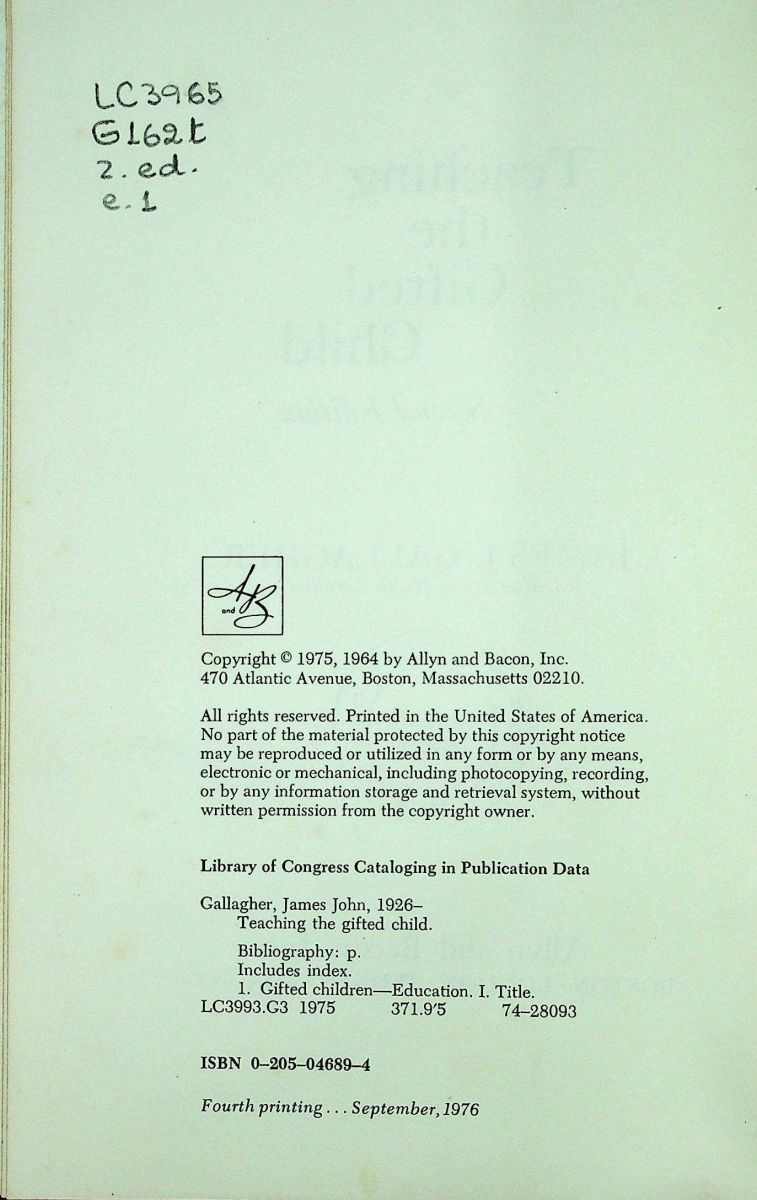 LC3965
G162t
2. ed.
e. 1
A and B
Copyright © 1975, 1964 by Allyn and Bacon, Inc.
470 Atlantic Avenue, Boston, Massachusetts 02210.
All rights reserved. Printed in the United States of America.
No part of the material protected by this copyright notice
may be reproduced or utilized in any form or by any means,
electronic or mechanical, including photocopying, recording,
or by any information storage and retrieval system, without
written permission from the copyright owner.
Library of Congress Cataloging in Publication Data
Gallagher, James John, 1926–
Teaching the gifted child.
Bibliography: p.
Includes index.
1. Gifted children—Education. I. Title.
LC3993.G3 1975 371.9'5 74–28093
ISBN 0–205–04689–4
Fourth printing . . . September, 1976